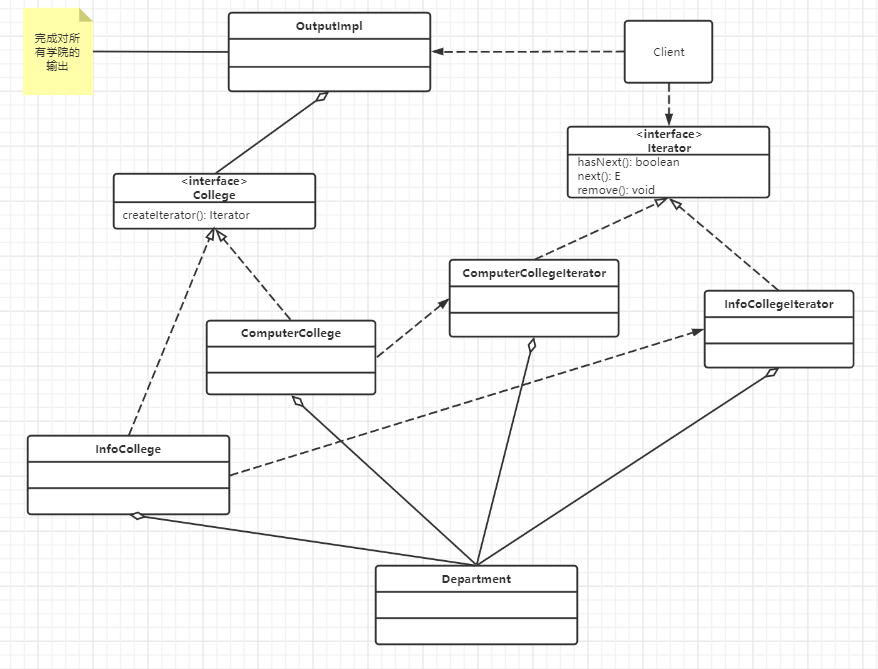 完成对所
有学院的
输出
OutputImpl
Client
<interface>
Iterator
hasNext(): boolean
next(): E
remove(): void
<interface>
College
createIterator(): Iterator
ComputerCollegeIterator
InfoCollegeIterator
ComputerCollege
InfoCollege
Department